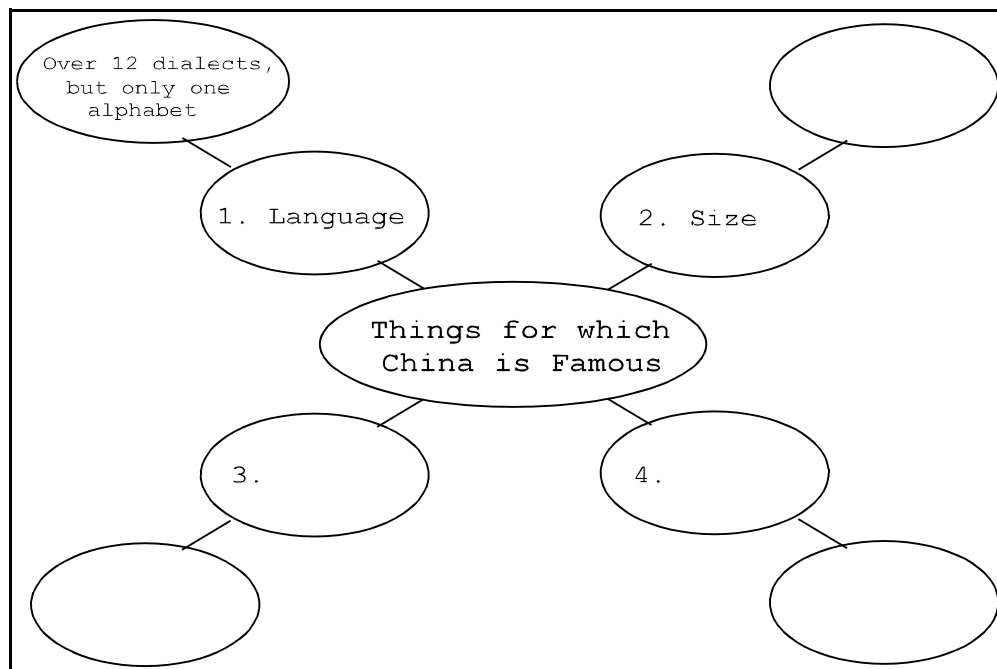 Over 12 dialects,
but only one
alphabet
1. Language
2. Size
Things for which
China is Famous
3.
4.